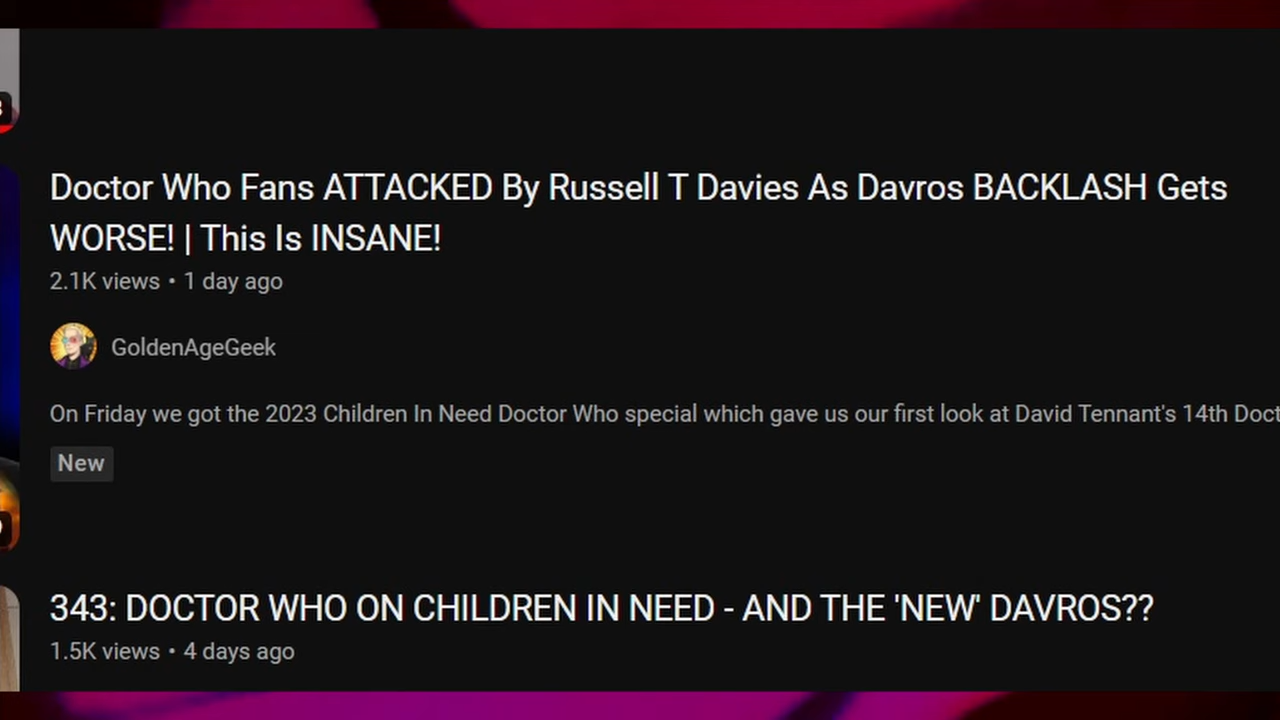 Doctor Who Fans ATTACKED By Russell T Davies As Davros BACKLASH Gets
WORSE! | This Is INSANE!
2.1K views • 1 day ago
GoldenAgeGeek
On Friday we got the 2023 Children In Need Doctor Who special which gave us our first look at David Tennant's 14th Doct
New
343: DOCTOR WHO ON CHILDREN IN NEED - AND THE 'NEW' DAVROS??
1.5K views • 4 days ago